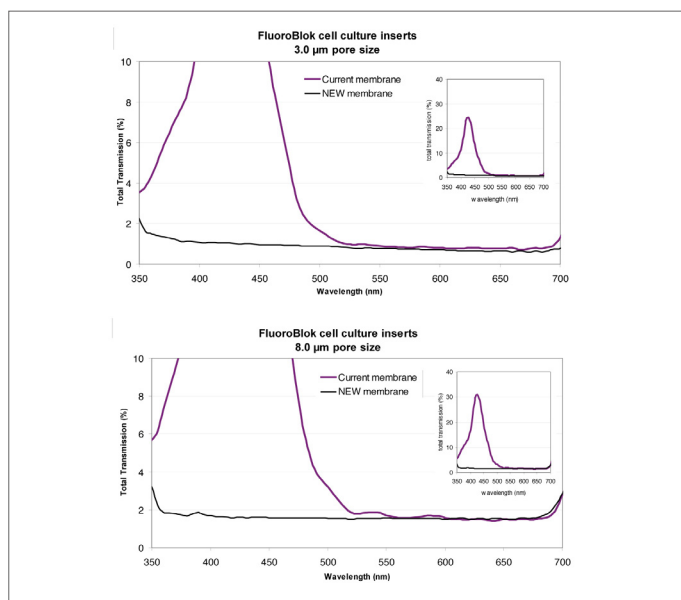 FluoroBlok cell culture inserts
3.0 µm pore size
Total Transmission (%)
10
8
6
4
2
0
350 400 450 500 550 600 650 700
Wavelength (nm)
Current membrane
NEW membrane
total transmission (%)
40
30
20
10
0
350 400 450 500 550 600 650 700
wavelength (nm)
FluoroBlok cell culture inserts
8.0 µm pore size
Total Transmission (%)
10
8
6
4
2
0
350 400 450 500 550 600 650 700
Wavelength (nm)
Current membrane
NEW membrane
total transmission (%)
40
30
20
10
0
350 400 450 500 550 600 650 700
wavelength (nm)